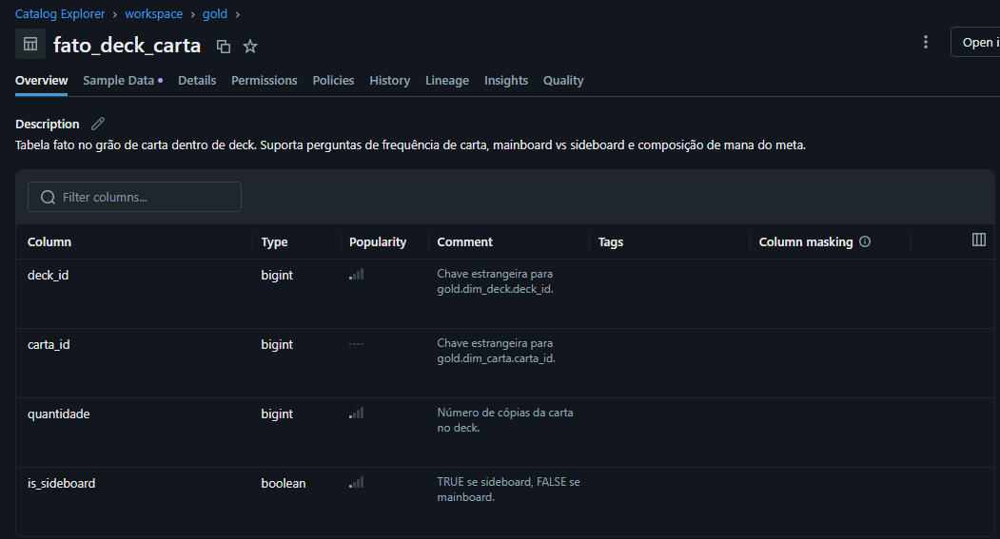 Catalog Explorer > workspace > gold >
fato_deck_carta
Open i
Overview Sample Data Details Permissions Policies History Lineage Insights Quality
Description
Tabela fato no grão de carta dentro de deck. Suporta perguntas de frequência de carta, mainboard vs sideboard e composição de mana do meta.
Filter columns...
Column Type Popularity Comment Tags Column masking
deck_id bigint Chave estrangeira para
gold.dim_deck.deck_id.
carta_id bigint Chave estrangeira para
gold.dim_carta.carta_id.
quantidade bigint Número de cópias da carta
no deck.
is_sideboard boolean TRUE se sideboard, FALSE se
mainboard.